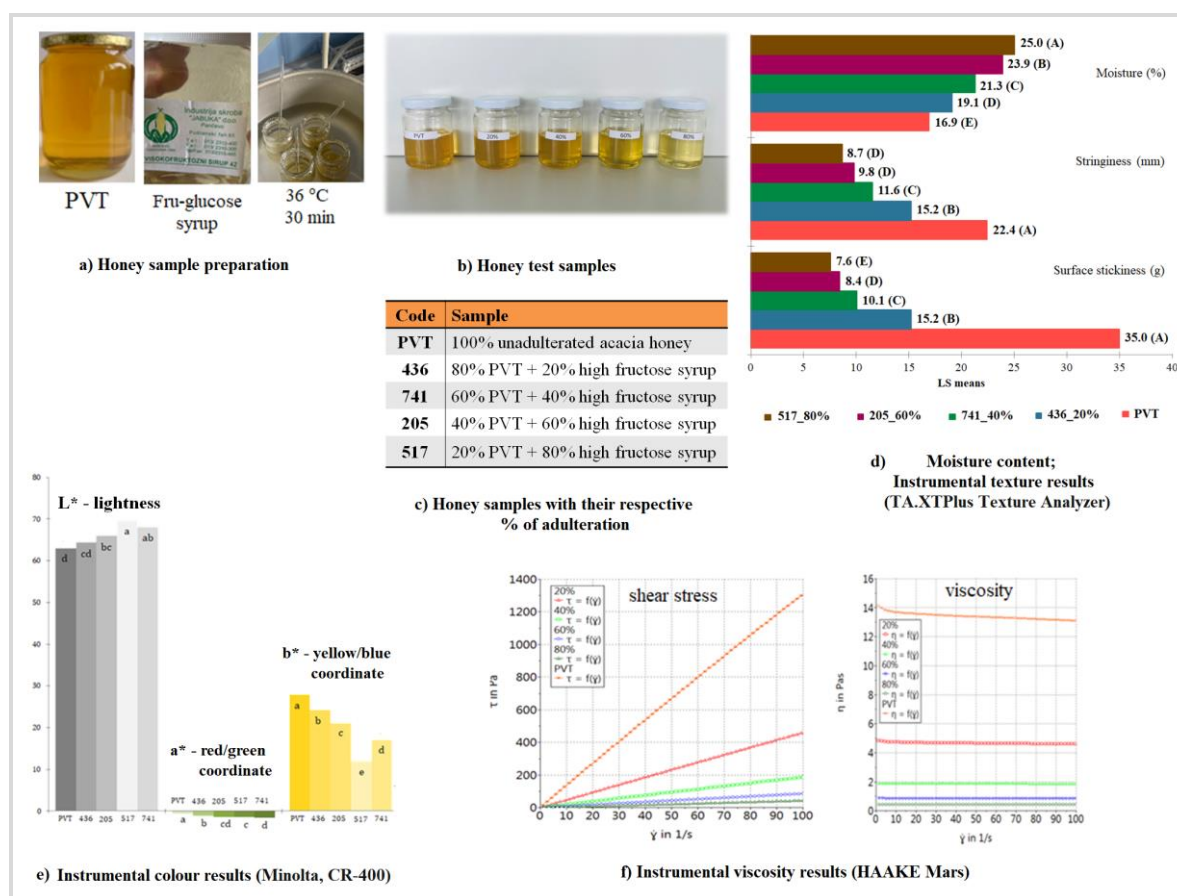 PVT
Fru-glucose
syrup
36 °C
30 min
a) Honey sample preparation
Industrija skroba
"JABUKA" d.o.o.
VISOKOFRUKTOZNI SIRUP 42
PVT
20%
40%
60%
80%
b) Honey test samples
Code Sample
PVT 100% unadulterated acacia honey
436 80% PVT + 20% high fructose syrup
741 60% PVT + 40% high fructose syrup
205 40% PVT + 60% high fructose syrup
517 20% PVT + 80% high fructose syrup
c) Honey samples with their respective
% of adulteration
25.0 (A)
23.9 (B)
Moisture (%)
21.3 (C)
19.1 (D)
16.9 (E)
8.7 (D)
Stringiness (mm)
9.8 (D)
11.6 (C)
15.2 (B)
22.4 (A)
7.6 (E)
Surface stickiness (g)
8.4 (D)
10.1 (C)
15.2 (B)
35.0 (A)
0 5 10 15 20 25 30 35 40
LS means
517_80% 205_60% 741_40% 436_20% PVT
d) Moisture content;
Instrumental texture results
(TA.XTPlus Texture Analyzer)
80
70
60
50
40
30
20
10
0
L* - lightness
d cd bc a ab
PVT 436 205 517 741
a* - red/green
coordinate
PVT 436 205 517 741
a b cd c d
b* - yellow/blue
coordinate
a b c e d
PVT 436 205 517 741
e) Instrumental colour results (Minolta, CR-400)
shear stress
1400
1200
1000
800
600
400
200
0
τ in Pa
20%
τ = f(γ̇)
40%
τ = f(γ̇)
60%
τ = f(γ̇)
80%
τ = f(γ̇)
PVT
τ = f(γ̇)
0 10 20 30 40 50 60 70 80 90 100
γ̇ in 1/s
viscosity
16
14
12
10
8
6
4
2
0
η in Pas
20%
η = f(γ̇)
40%
η = f(γ̇)
60%
η = f(γ̇)
80%
η = f(γ̇)
PVT
η = f(γ̇)
0 10 20 30 40 50 60 70 80 90 100
γ̇ in 1/s
f) Instrumental viscosity results (HAAKE Mars)